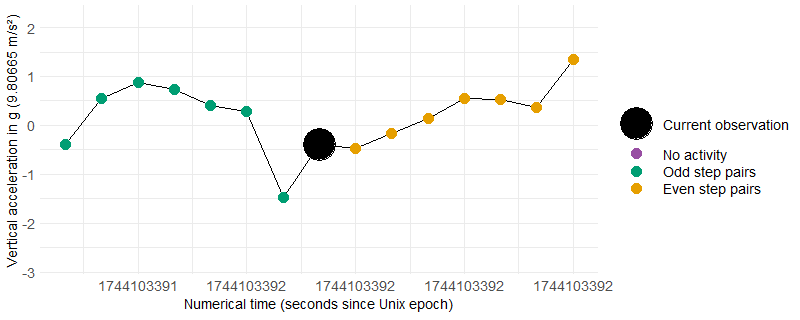 Vertical acceleration in g (9.80665 m/s²)
2
1
0
-1
-2
-3
1744103391 1744103392 1744103392 1744103392 1744103392
Numerical time (seconds since Unix epoch)
Current observation
No activity
Odd step pairs
Even step pairs